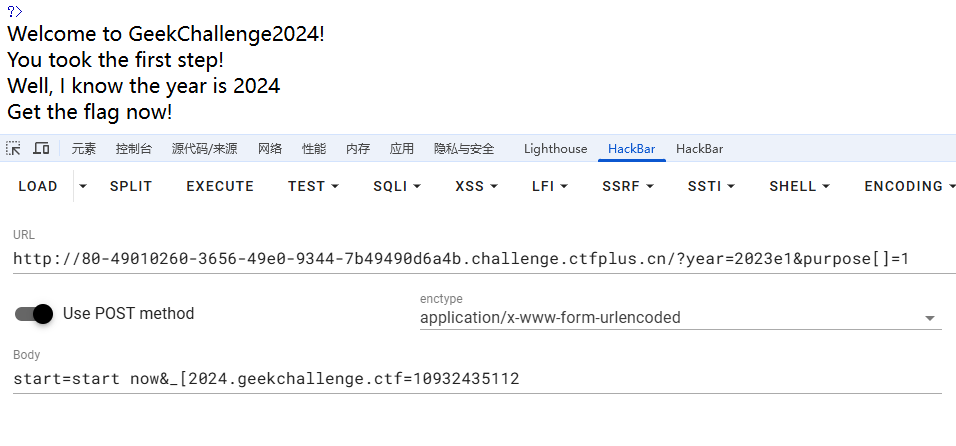 ?>
Welcome to GeekChallenge2024!
You took the first step!
Well, I know the year is 2024
Get the flag now!
元素 控制台 源代码/来源 网络 性能 内存 应用 隐私与安全 Lighthouse HackBar HackBar
LOAD SPLIT EXECUTE TEST SQLI XSS LFI SSRF SSTI SHELL ENCODING
URL
http://80-49010260-3656-49e0-9344-7b49490d6a4b.challenge.ctfplus.cn/?year=2023e1&purpose[]=1
Use POST method
enctype
application/x-www-form-urlencoded
Body
start=start now&_[2024.geekchallenge.ctf=10932435112